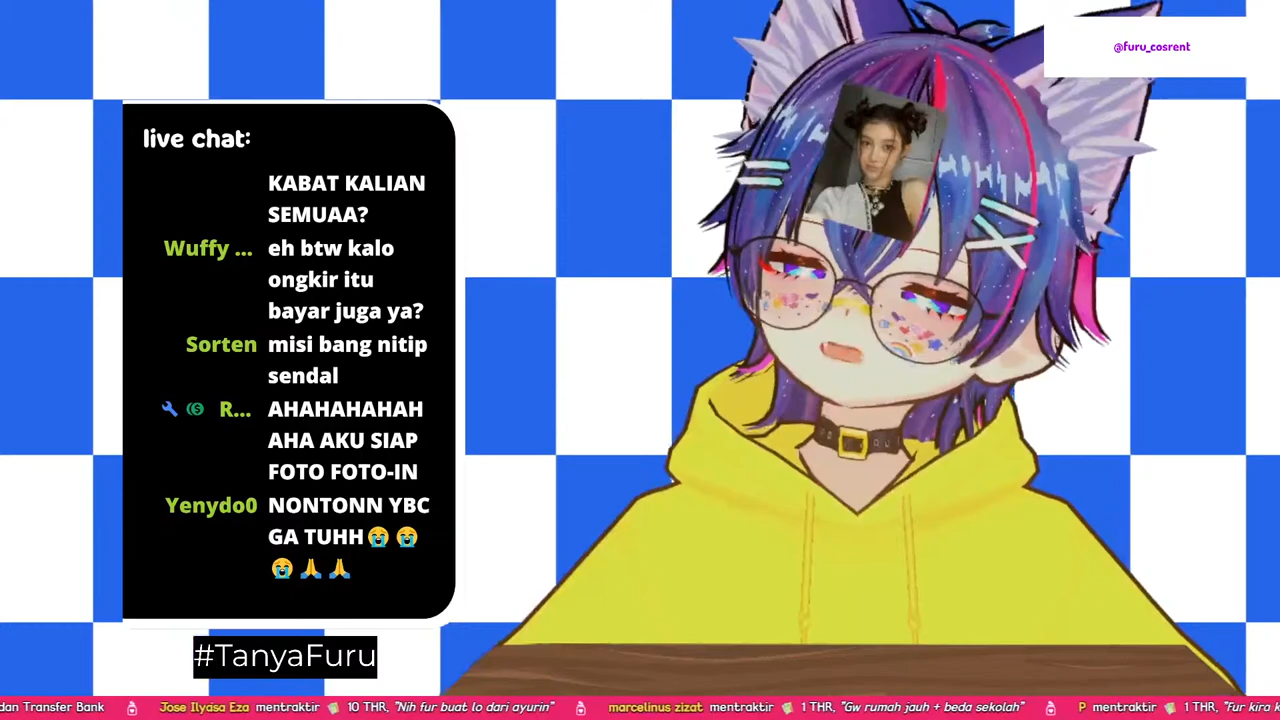 @furu_cosrent
live chat:
KABAT KALIAN
SEMUAA?
Wuffy ... eh btw kalo
ongkir itu
bayar juga ya?
Sorten misi bang nitip
sendal
R... AHAHAHAHAH
AHA AKU SIAP
FOTO FOTO-IN
Yenydo0 NONTONN YBC
GA TUHH😭😭
😭🙏🙏
#TanyaFuru
dan Transfer Bank Jose Ilyasa Eza mentraktir 10 THR, "Nih fur buat lo dari ayurin" marcelinus zizat mentraktir 1 THR, "Gw rumah jauh + beda sekolah" P mentraktir 1 THR, "Fur kira k